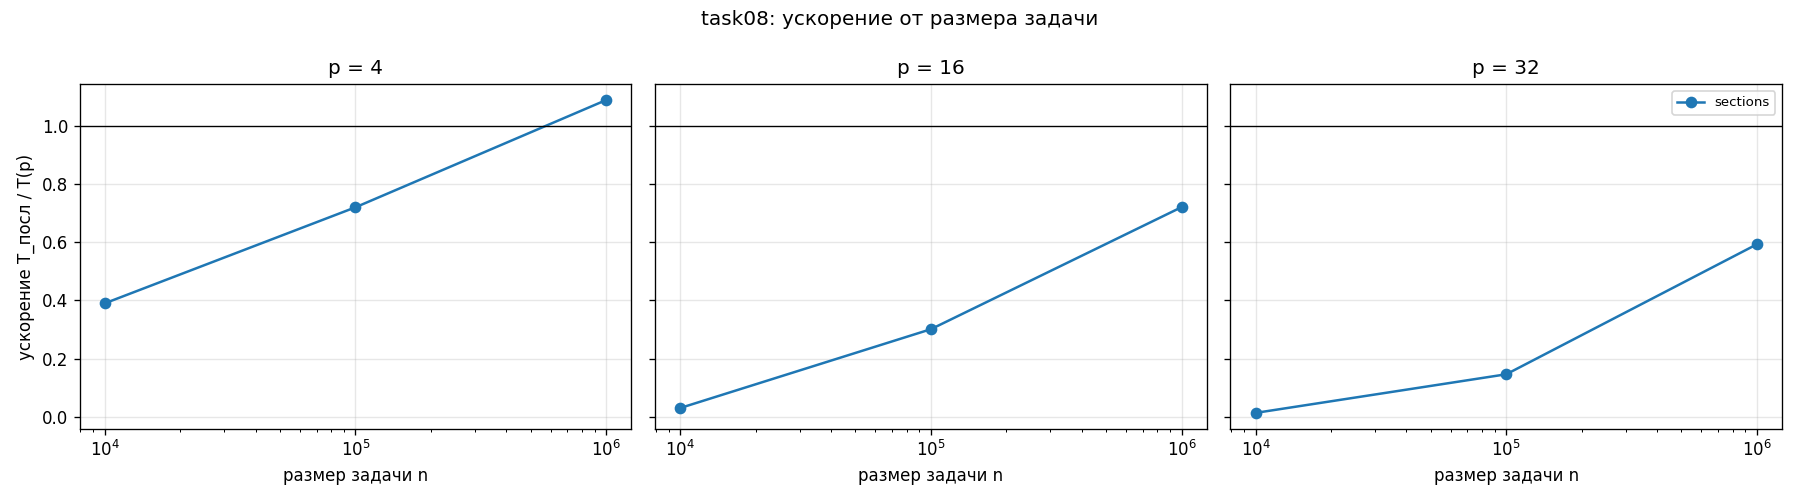 task08: ускорение от размера задачи
p = 4
p = 16
p = 32
sections
ускорение T_посл / T(p)
1.0
0.8
0.6
0.4
0.2
0.0
10⁴ 10⁵ 10⁶
10⁴ 10⁵ 10⁶
10⁴ 10⁵ 10⁶
размер задачи n
размер задачи n
размер задачи n